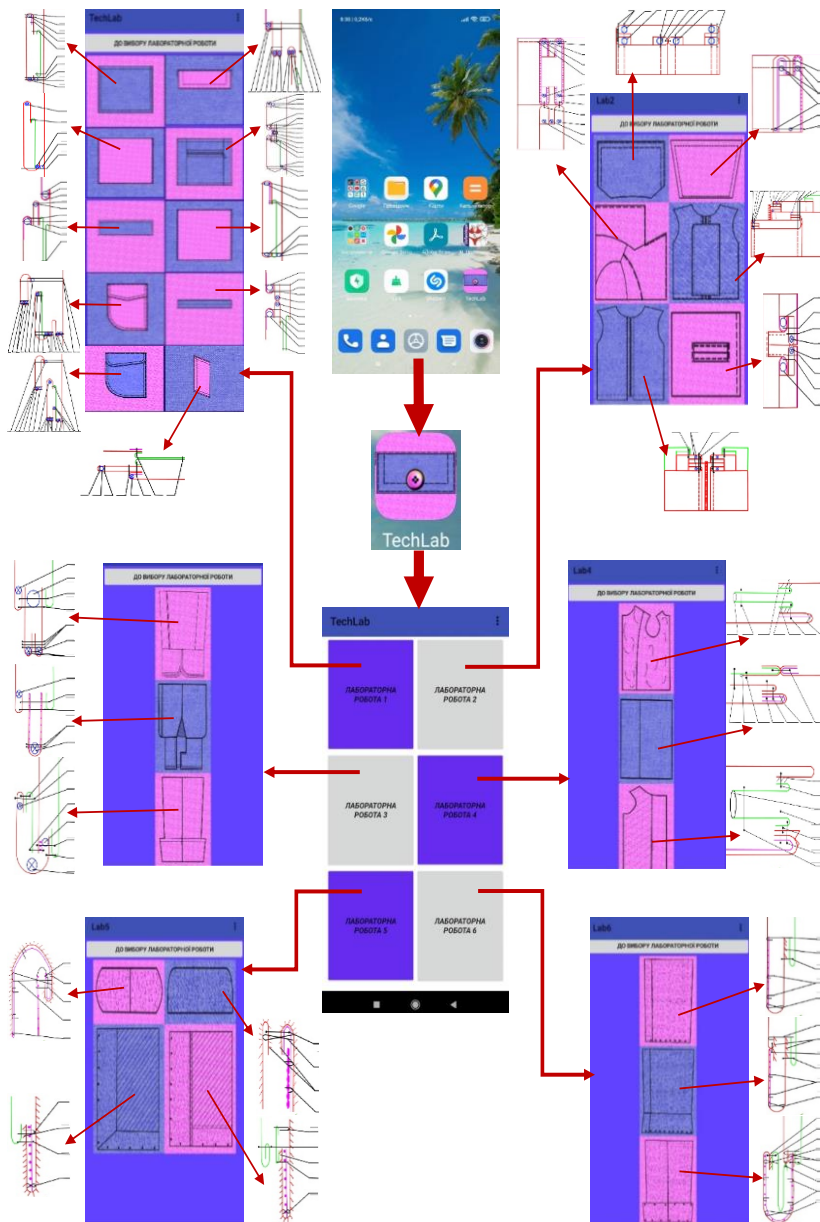 TechLab
ДО ВИБОРУ ЛАБОРАТОРНОЇ РОБОТИ
Google
TechLab
Lab2
ДО ВИБОРУ ЛАБОРАТОРНОЇ РОБОТИ
TechLab
ДО ВИБОРУ ЛАБОРАТОРНОЇ РОБОТИ
TechLab
ЛАБОРАТОРНА
РОБОТА 1
ЛАБОРАТОРНА
РОБОТА 2
ЛАБОРАТОРНА
РОБОТА 3
ЛАБОРАТОРНА
РОБОТА 4
ЛАБОРАТОРНА
РОБОТА 5
ЛАБОРАТОРНА
РОБОТА 6
Lab4
ДО ВИБОРУ ЛАБОРАТОРНОЇ РОБОТИ
Lab5
ДО ВИБОРУ ЛАБОРАТОРНОЇ РОБОТИ
Lab6
ДО ВИБОРУ ЛАБОРАТОРНОЇ РОБОТИ